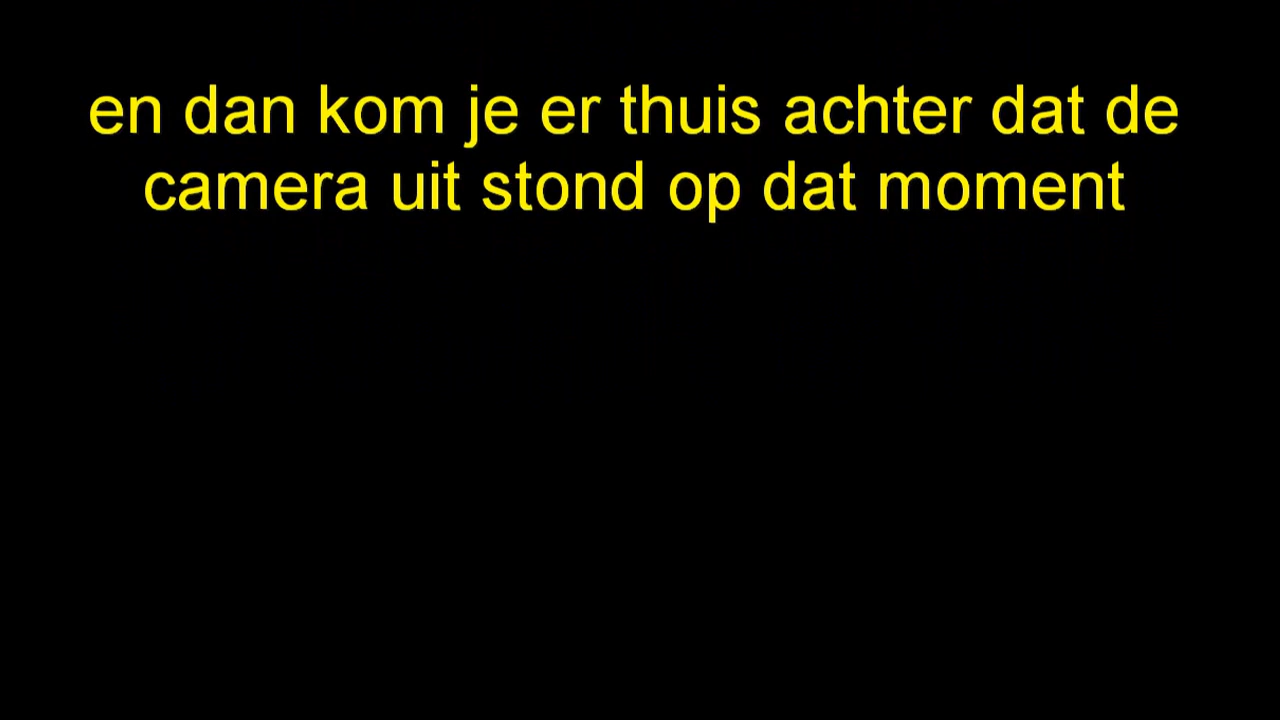 en dan kom je er thuis achter dat de
camera uit stond op dat moment